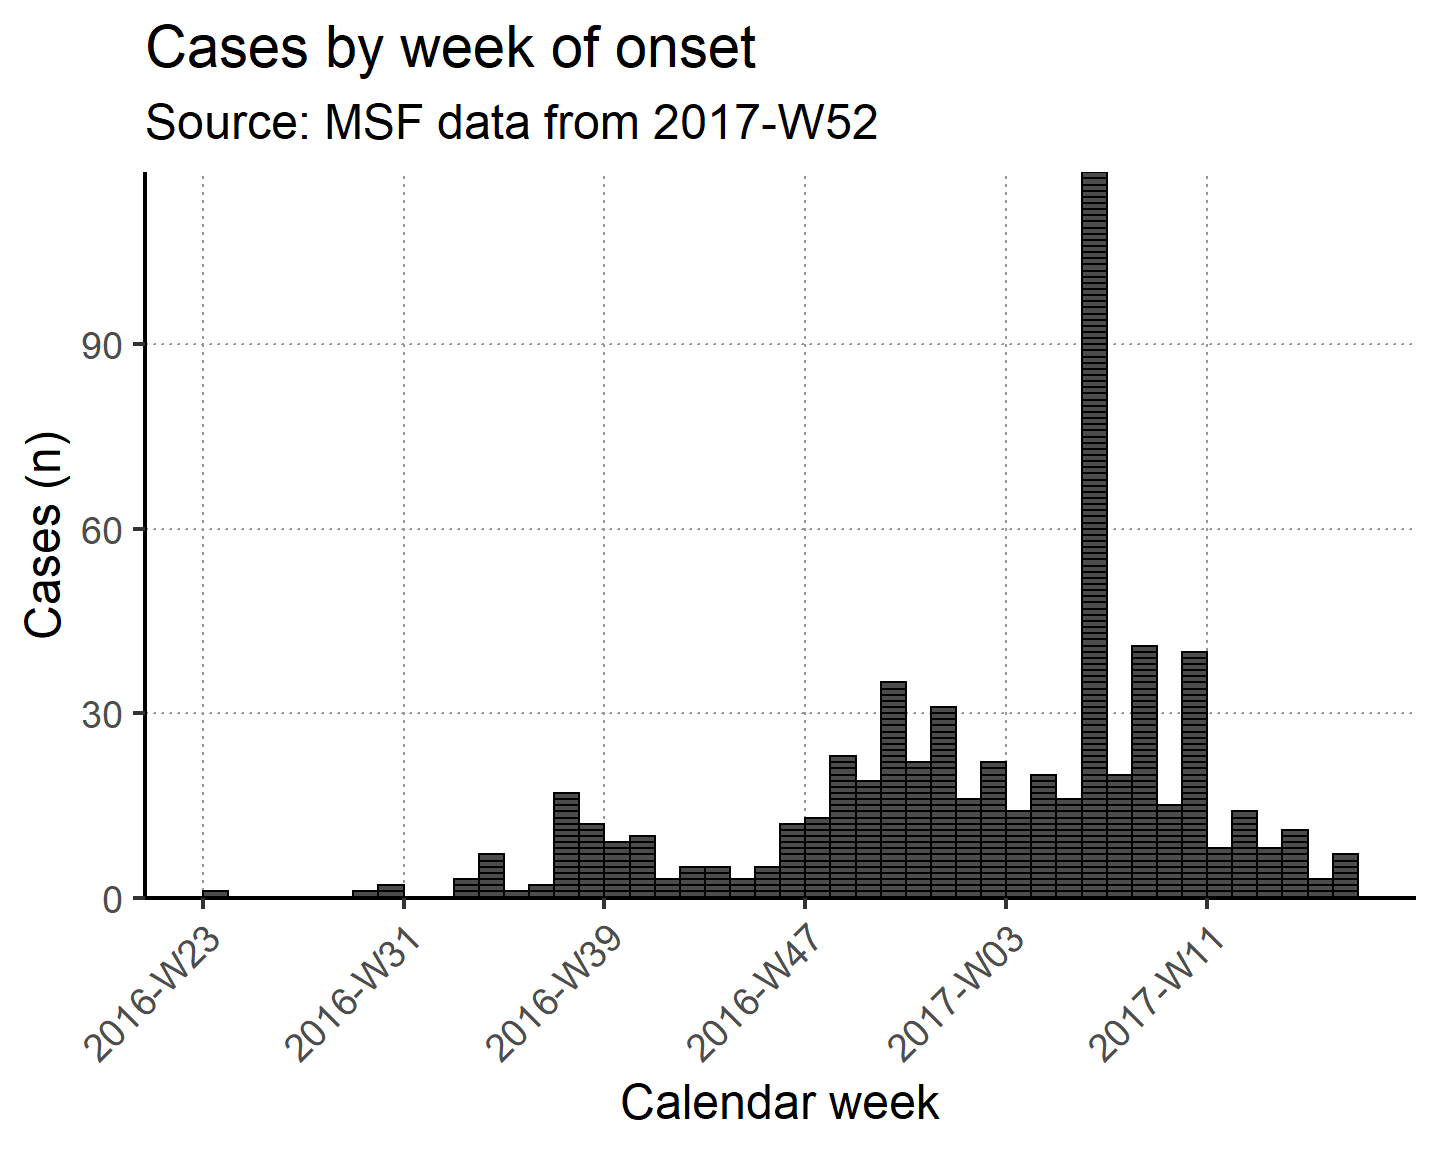 Cases by week of onset
Source: MSF data from 2017-W52
Cases (n)
90
60
30
0
2016-W23
2016-W31
2016-W39
2016-W47
2017-W03
2017-W11
Calendar week